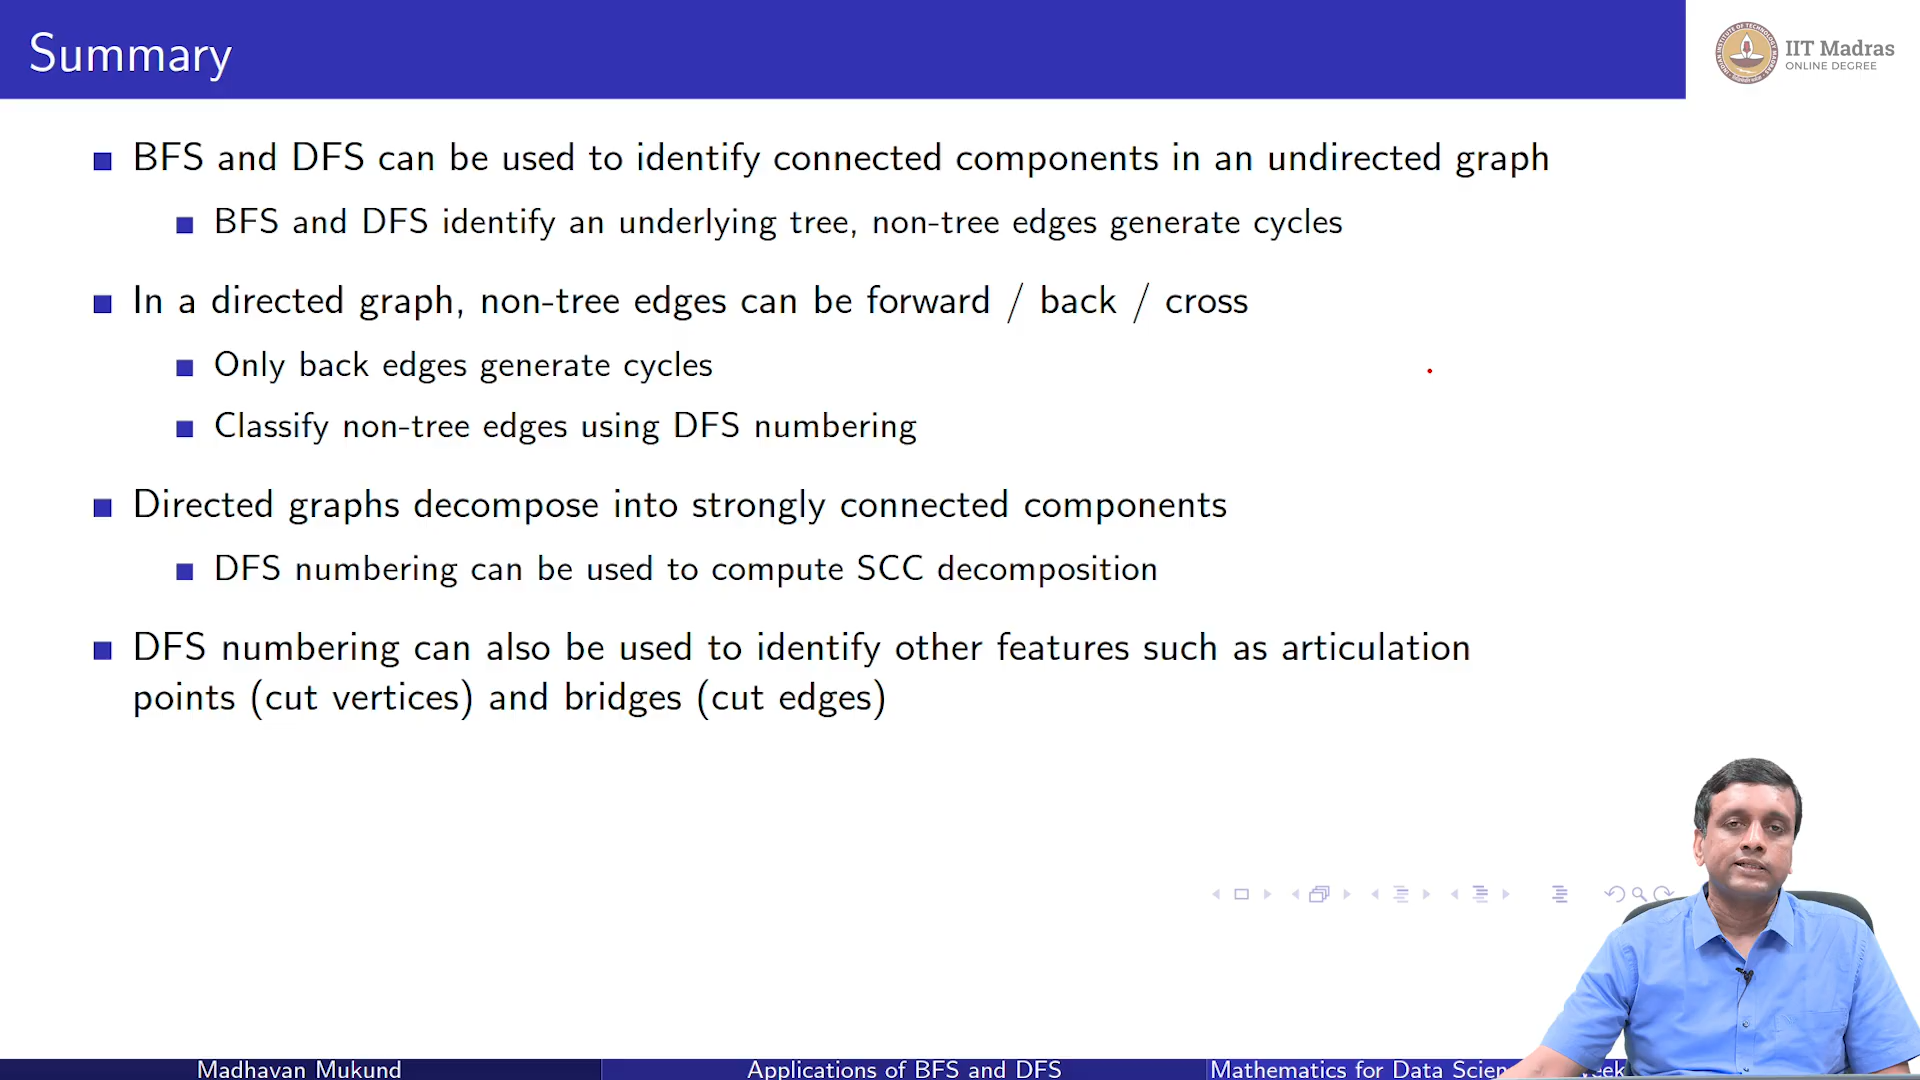 Summary
IIT Madras
ONLINE DEGREE
BFS and DFS can be used to identify connected components in an undirected graph
BFS and DFS identify an underlying tree, non-tree edges generate cycles
In a directed graph, non-tree edges can be forward / back / cross
Only back edges generate cycles
Classify non-tree edges using DFS numbering
Directed graphs decompose into strongly connected components
DFS numbering can be used to compute SCC decomposition
DFS numbering can also be used to identify other features such as articulation
points (cut vertices) and bridges (cut edges)
Madhavan Mukund
Applications of BFS and DFS
Mathematics for Data